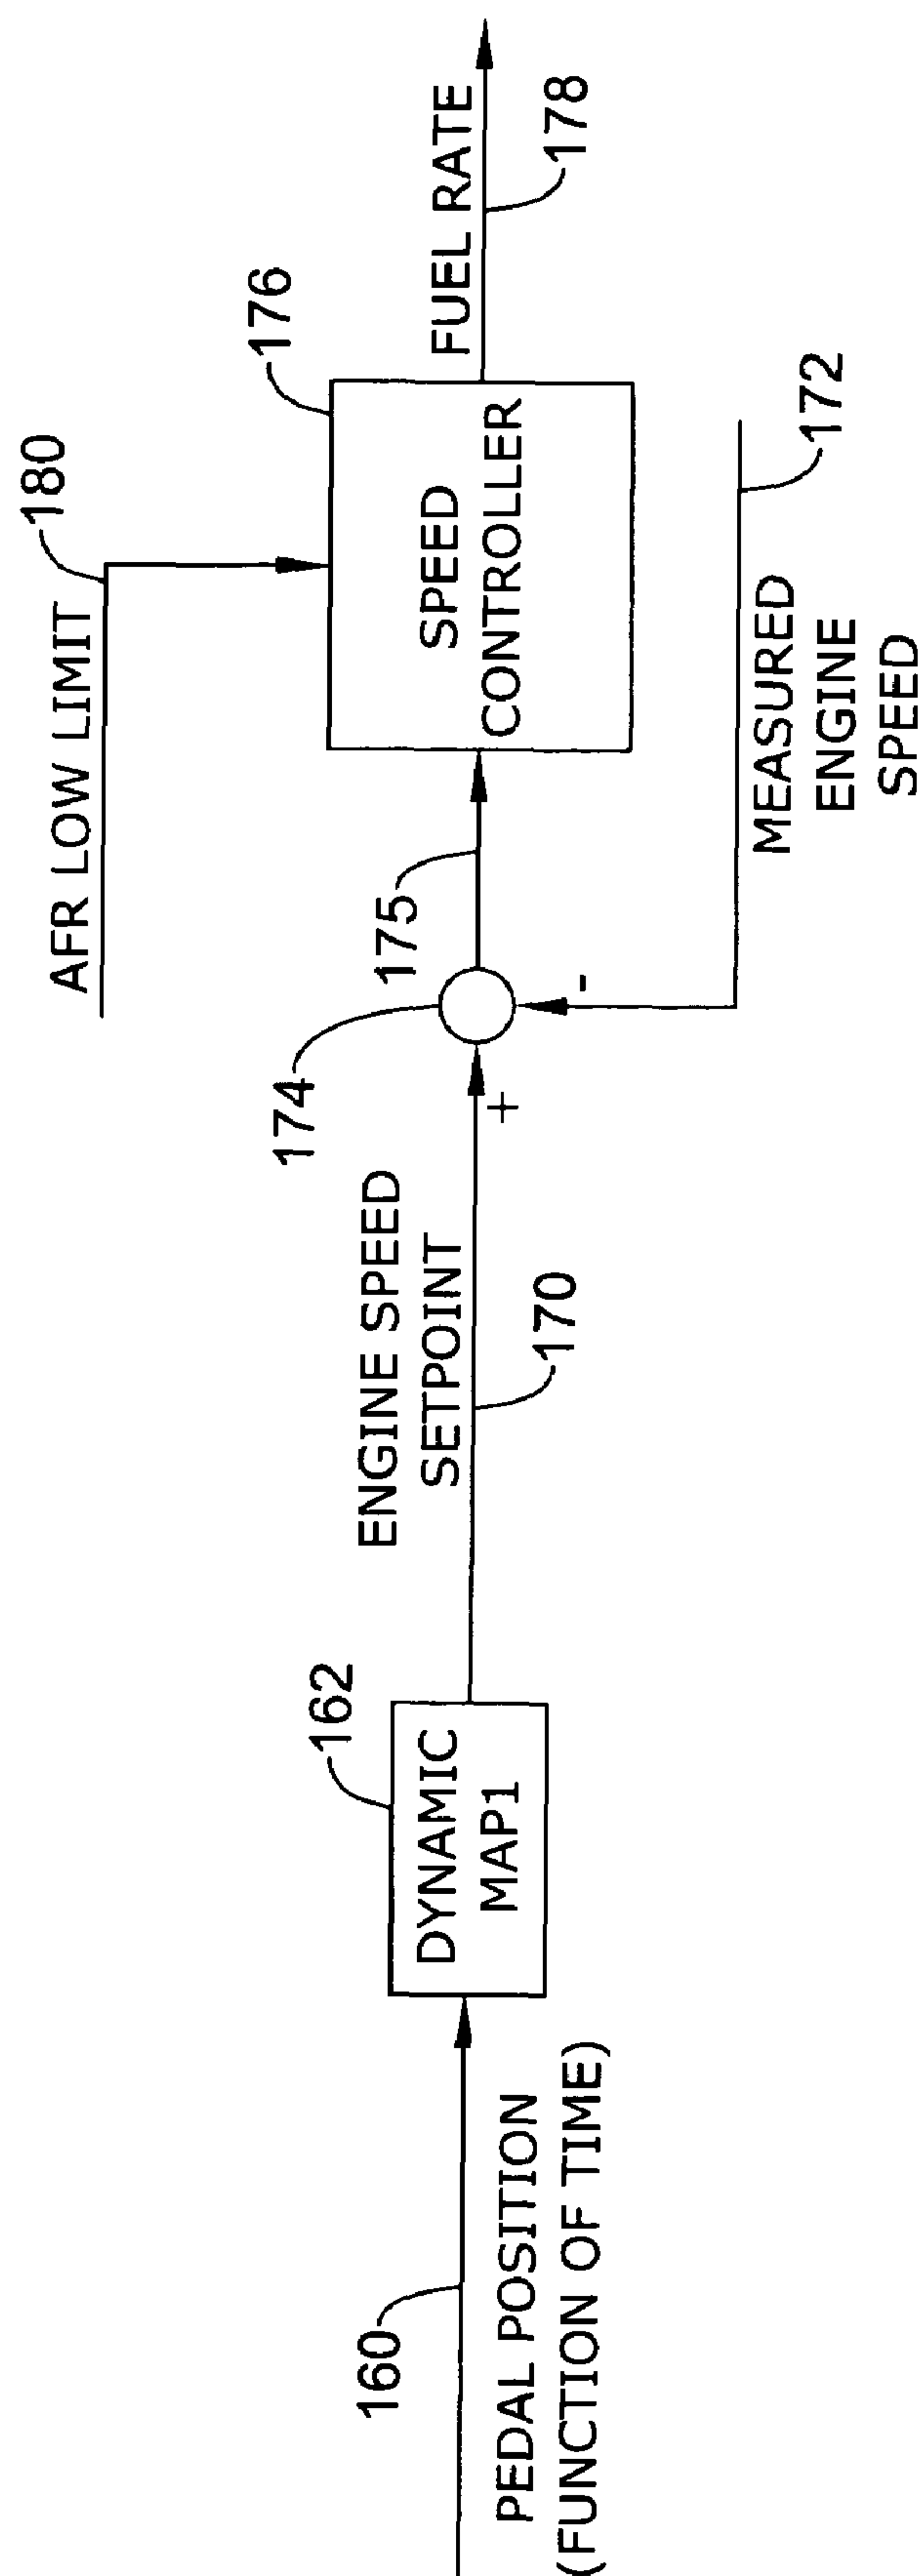 160
PEDAL POSITION
(FUNCTION OF TIME)
DYNAMIC
MAP1
162
ENGINE SPEED
SETPOINT
170
+
-
174
175
AFR LOW LIMIT
180
SPEED
CONTROLLER
176
MEASURED
ENGINE
SPEED
172
FUEL RATE
178